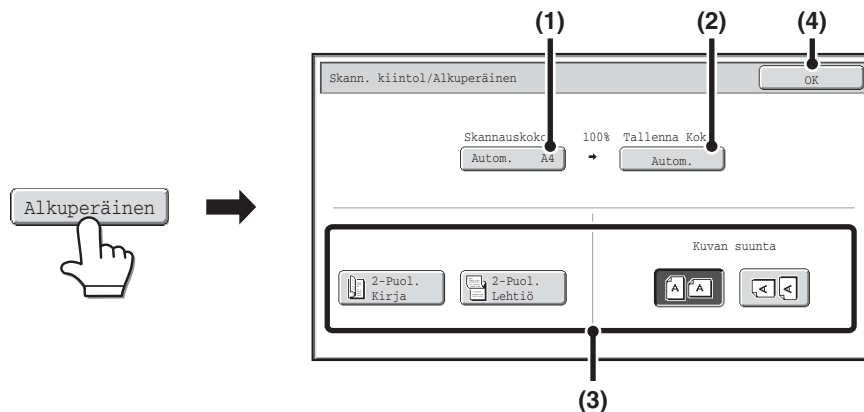 (1)
(2)
(4)
Skann. kiintol/Alkuperäinen
OK
Skannauskoko
100%
Tallenna Kok
Autom. A4
Autom.
Alkuperäinen
Kuvan suunta
2-Puol.
Kirja
2-Puol.
Lehtiö
A A
A A
(3)